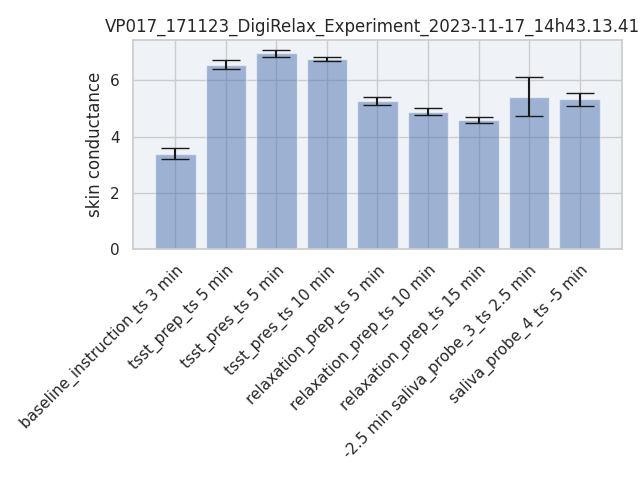 VP017_171123_DigiRelax_Experiment_2023-11-17_14h43.13.41
skin conductance
6
4
2
0
baseline_instruction_ts 3 min
tsst_prep_ts 5 min
tsst_pres_ts 5 min
tsst_pres_ts 10 min
relaxation_prep_ts 5 min
relaxation_prep_ts 10 min
relaxation_prep_ts 15 min
-2.5 min saliva_probe_3_ts 2.5 min
saliva_probe_4_ts -5 min